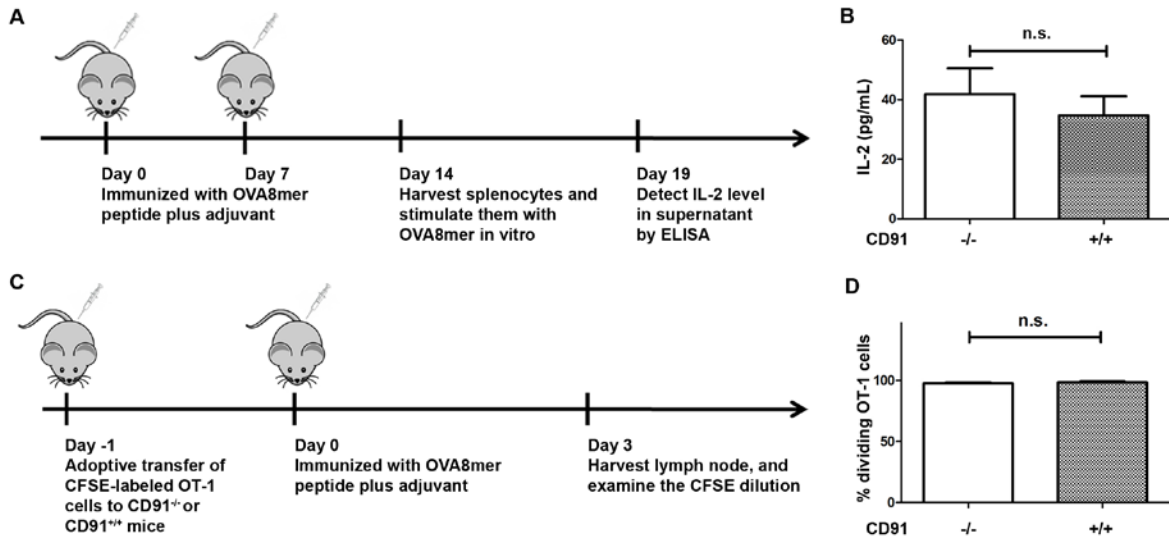 A
Day 0
Immunized with OVA8mer
peptide plus adjuvant
Day 7
Day 14
Harvest splenocytes and
stimulate them with
OVA8mer in vitro
Day 19
Detect IL-2 level
in supernatant
by ELISA
B
n.s.
IL-2 (pg/mL)
60
40
20
0
CD91 -/- +/+
C
Day -1
Adoptive transfer of
CFSE-labeled OT-1
cells to CD91-/- or
CD91+/+ mice
Day 0
Immunized with OVA8mer
peptide plus adjuvant
Day 3
Harvest lymph node, and
examine the CFSE dilution
D
n.s.
% dividing OT-1 cells
100
50
0
CD91 -/- +/+